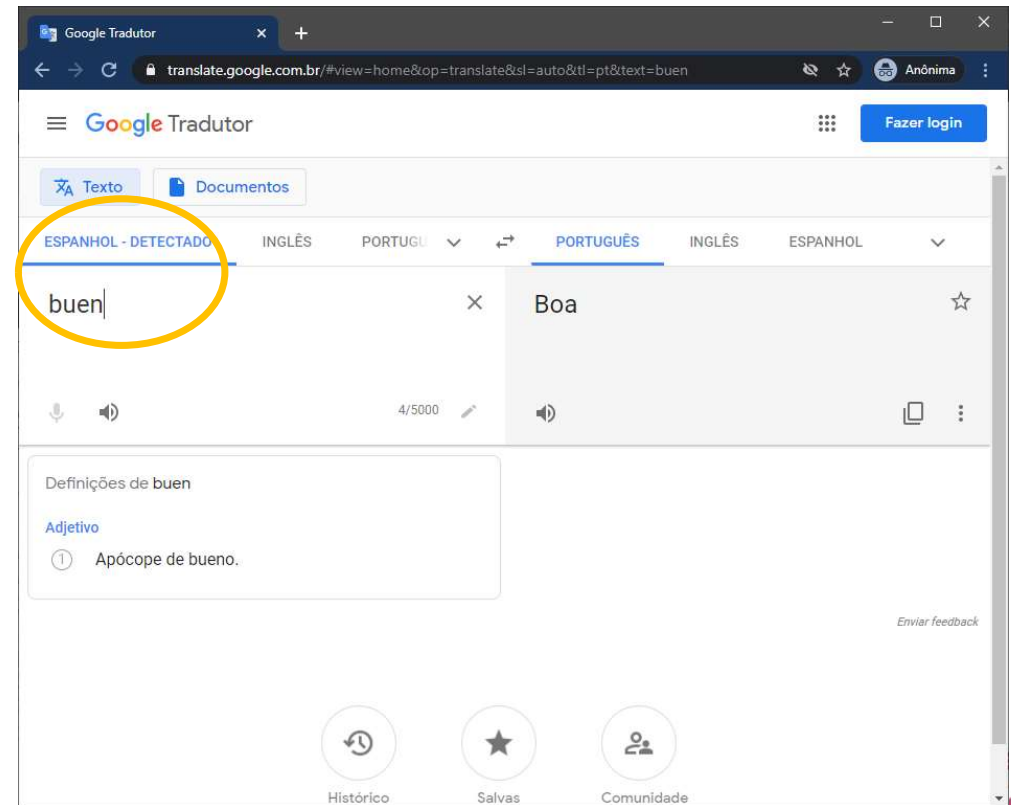 Google Tradutor
translate.google.com.br/#view=home&op=translate&sl=auto&tl=pt&text=buen
Anônima
Google Tradutor
Fazer login
Texto
Documentos
ESPANHOL - DETECTADO INGLÊS PORTUGU PORTUGUÊS INGLÊS ESPANHOL
buen
Boa
4/5000
Definições de buen
Adjetivo
1 Apócope de bueno.
Enviar feedback
Histórico Salvas Comunidade